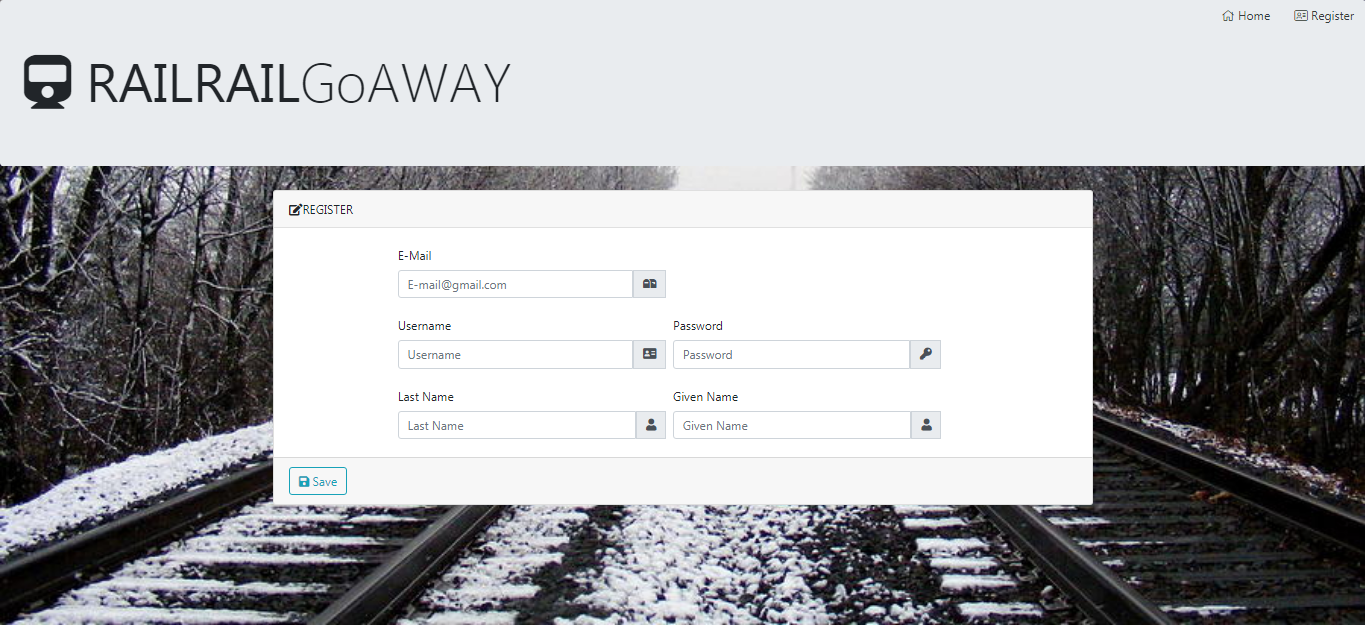 Home Register
RAILRAILGoAWAY
REGISTER
E-Mail
E-mail@gmail.com
Username Password
Username Password
Last Name Given Name
Last Name Given Name
Save